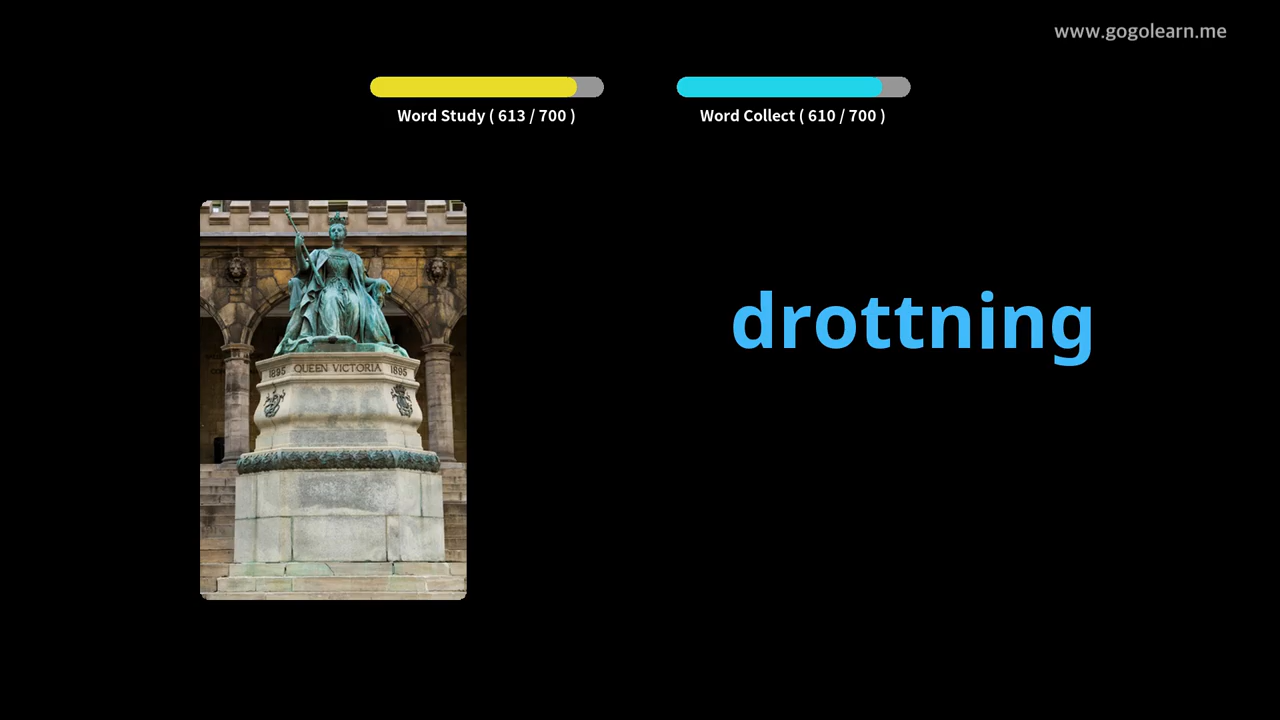 www.gogolearn.me
Word Study ( 613 / 700 )
Word Collect ( 610 / 700 )
drottning
1895 QUEEN VICTORIA 1895